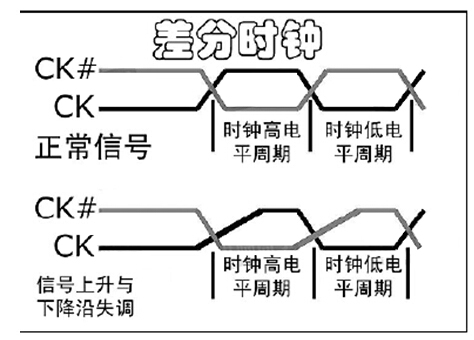 差分时钟
CK#
CK
正常信号
时钟高电
平周期
时钟低电
平周期
CK#
CK
信号上升与
下降沿失调
时钟高电
平周期
时钟低电
平周期